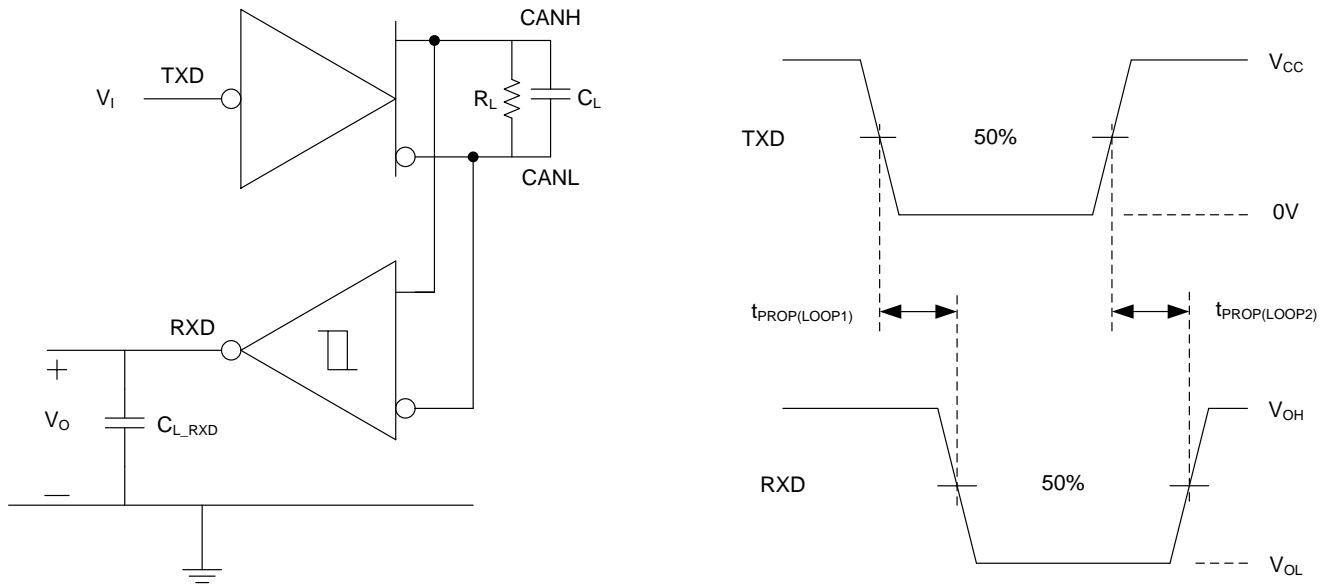 CANH
TXD
V_I
R_L
C_L
CANL
RXD
+
V_O
C_L_RXD
—
V_CC
TXD
50%
0V
t_PROP(LOOP1)
t_PROP(LOOP2)
V_OH
RXD
50%
V_OL